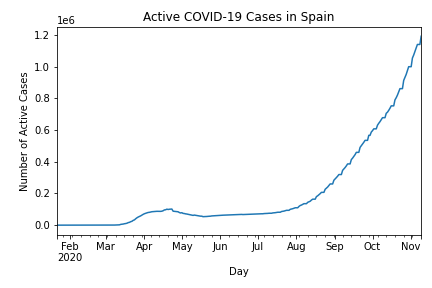 Active COVID-19 Cases in Spain
1e6
1.2
1.0
0.8
0.6
0.4
0.2
0.0
Number of Active Cases
Feb Mar Apr May Jun Jul Aug Sep Oct Nov
2020
Day